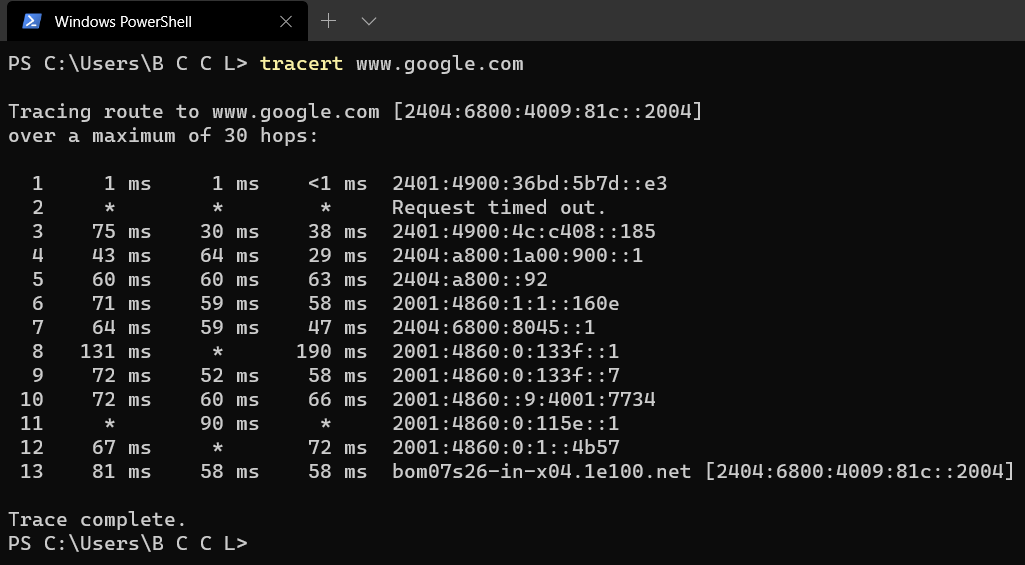 Windows PowerShell
PS C:\Users\B C C L> tracert www.google.com
Tracing route to www.google.com [2404:6800:4009:81c::2004]
over a maximum of 30 hops:
1 1 ms 1 ms <1 ms 2401:4900:36bd:5b7d::e3
2 * * * Request timed out.
3 75 ms 30 ms 38 ms 2401:4900:4c:c408::185
4 43 ms 64 ms 29 ms 2404:a800:1a00:900::1
5 60 ms 60 ms 63 ms 2404:a800::92
6 71 ms 59 ms 58 ms 2001:4860:1:1::160e
7 64 ms 59 ms 47 ms 2404:6800:8045::1
8 131 ms * 190 ms 2001:4860:0:133f::1
9 72 ms 52 ms 58 ms 2001:4860:0:133f::7
10 72 ms 60 ms 66 ms 2001:4860::9:4001:7734
11 * 90 ms * 2001:4860:0:115e::1
12 67 ms * 72 ms 2001:4860:0:1::4b57
13 81 ms 58 ms 58 ms bom07s26-in-x04.1e100.net [2404:6800:4009:81c::2004]
Trace complete.
PS C:\Users\B C C L>